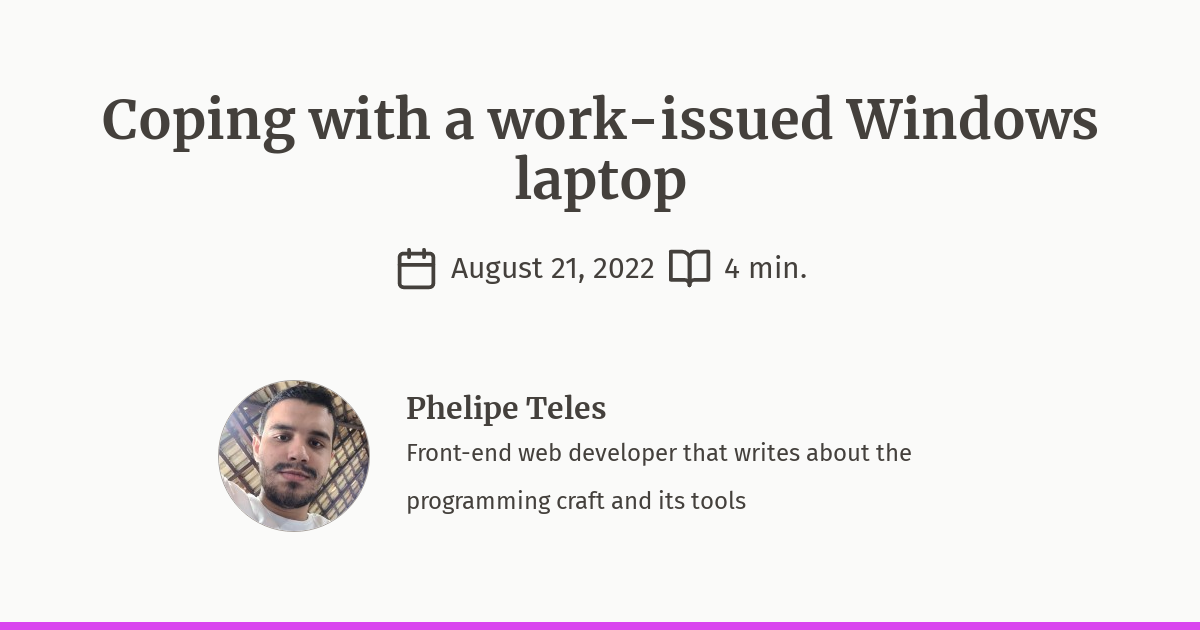 Coping with a work-issued Windows
laptop
August 21, 2022 4 min.
Phelipe Teles
Front-end web developer that writes about the
programming craft and its tools